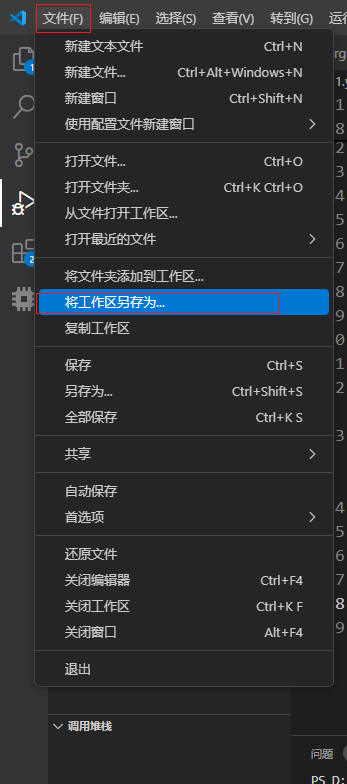 文件(F) 编辑(E) 选择(S) 查看(V) 转到(G) 运行
新建文本文件 Ctrl+N
新建文件... Ctrl+Alt+Windows+N
新建窗口 Ctrl+Shift+N
使用配置文件新建窗口
打开文件... Ctrl+O
打开文件夹... Ctrl+K Ctrl+O
从文件打开工作区...
打开最近的文件
将文件夹添加到工作区...
将工作区另存为...
复制工作区
保存 Ctrl+S
另存为... Ctrl+Shift+S
全部保存 Ctrl+K S
共享
自动保存
首选项
还原文件
关闭编辑器 Ctrl+F4
关闭工作区 Ctrl+K F
关闭窗口 Alt+F4
退出
调用堆栈
问题
PS D: